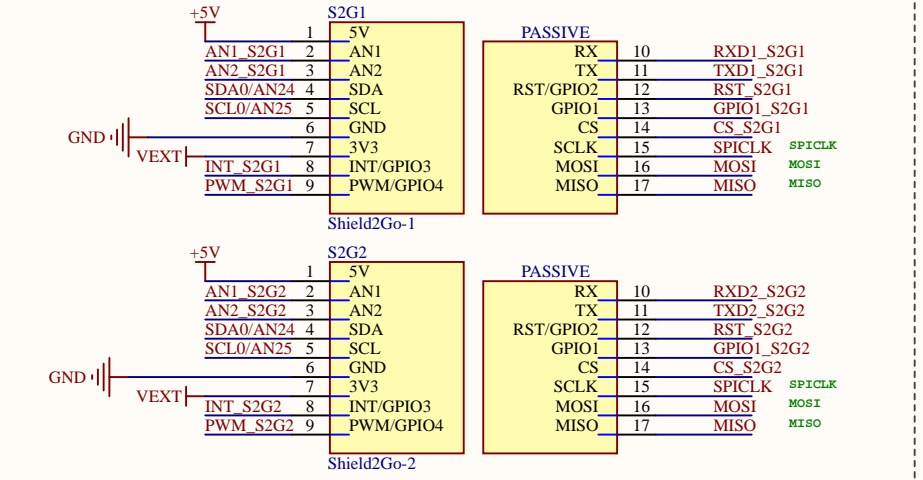 +5V S2G1
1 5V PASSIVE
AN1_S2G1 2 AN1 RX 10 RXD1_S2G1
AN2_S2G1 3 AN2 TX 11 TXD1_S2G1
SDA0/AN24 4 SDA RST/GPIO2 12 RST_S2G1
SCL0/AN25 5 SCL GPIO1 13 GPIO1_S2G1
GND 6 GND CS 14 CS_S2G1
VEXT 7 3V3 SCLK 15 SPICLK SPICLK
INT_S2G1 8 INT/GPIO3 MOSI 16 MOSI MOSI
PWM_S2G1 9 PWM/GPIO4 MISO 17 MISO MISO
Shield2Go-1
+5V S2G2
1 5V PASSIVE
AN1_S2G2 2 AN1 RX 10 RXD2_S2G2
AN2_S2G2 3 AN2 TX 11 TXD2_S2G2
SDA0/AN24 4 SDA RST/GPIO2 12 RST_S2G2
SCL0/AN25 5 SCL GPIO1 13 GPIO1_S2G2
GND 6 GND CS 14 CS_S2G2
VEXT 7 3V3 SCLK 15 SPICLK SPICLK
INT_S2G2 8 INT/GPIO3 MOSI 16 MOSI MOSI
PWM_S2G2 9 PWM/GPIO4 MISO 17 MISO MISO
Shield2Go-2